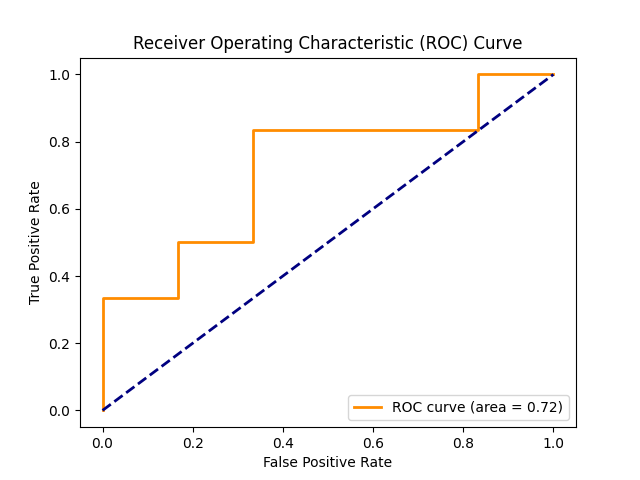 Receiver Operating Characteristic (ROC) Curve
1.0
0.8
0.6
0.4
0.2
0.0
True Positive Rate
ROC curve (area = 0.72)
0.0 0.2 0.4 0.6 0.8 1.0
False Positive Rate